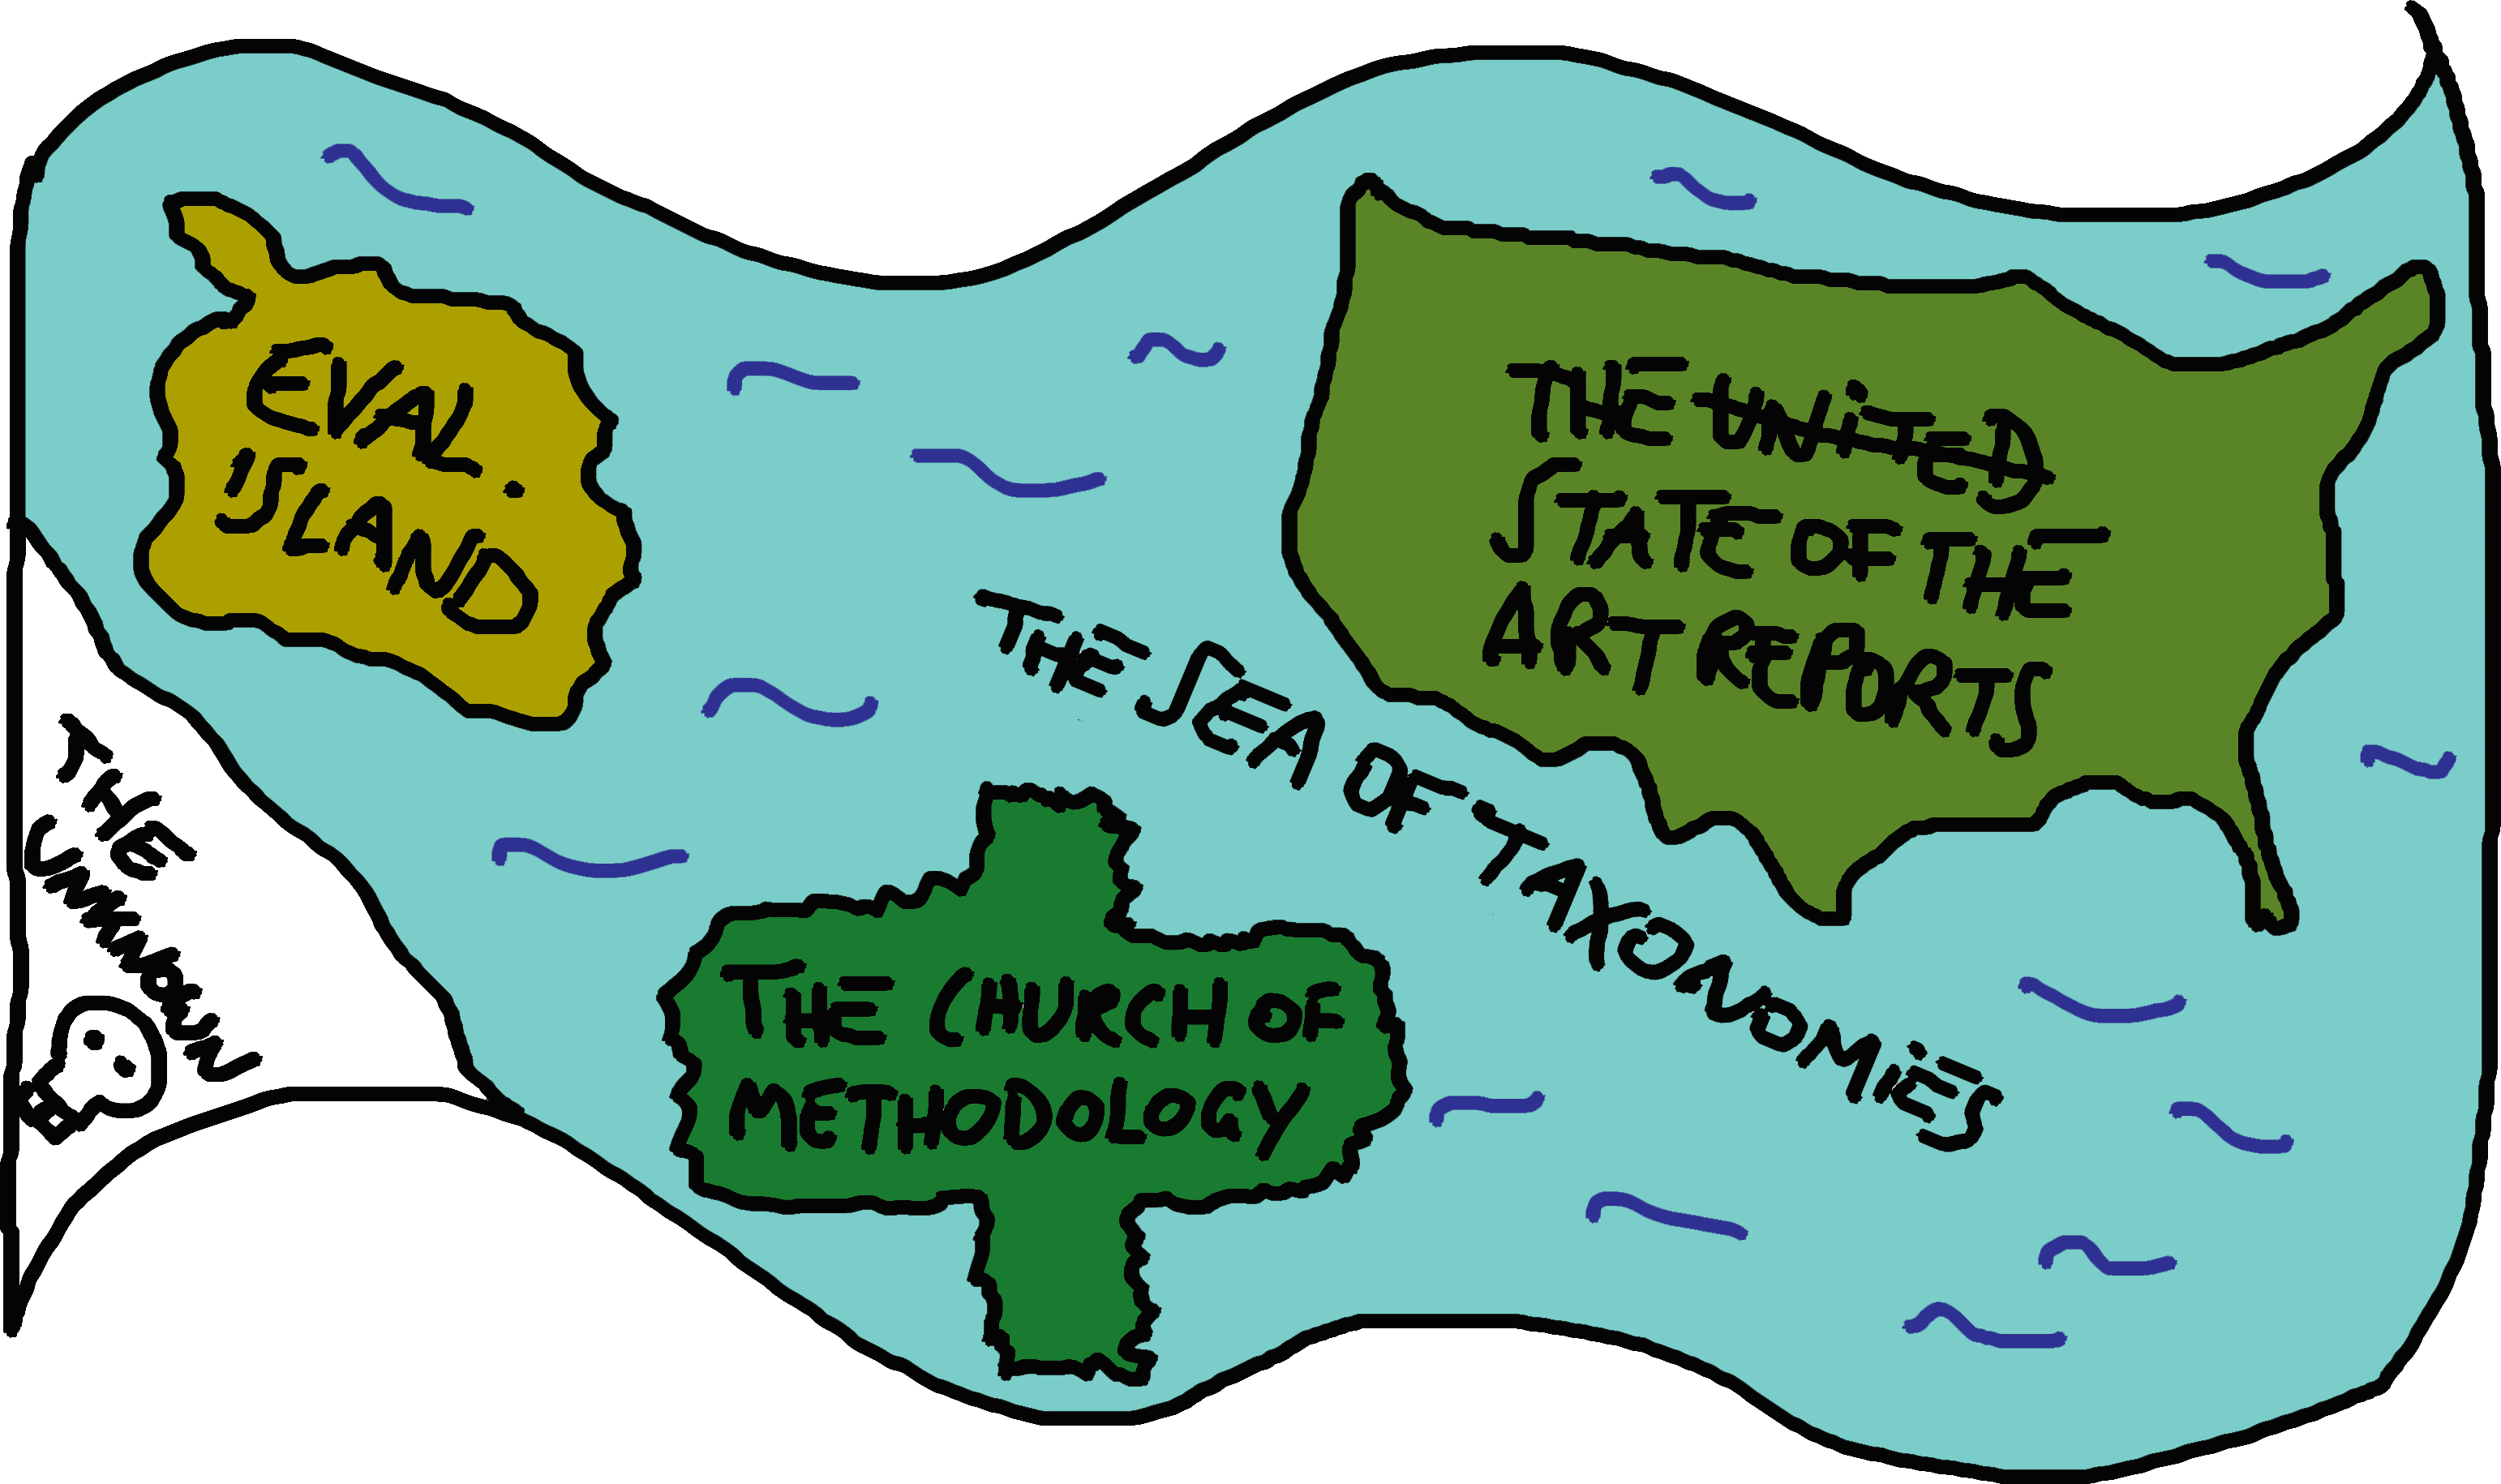 EVAL.
ISLAND
THE UNITED
STATE OF THE
ART REPORTS
THE SEA OF TAXONOMIES
THE CHURCH OF
METHODOLOGY
THE
UNKNOWN